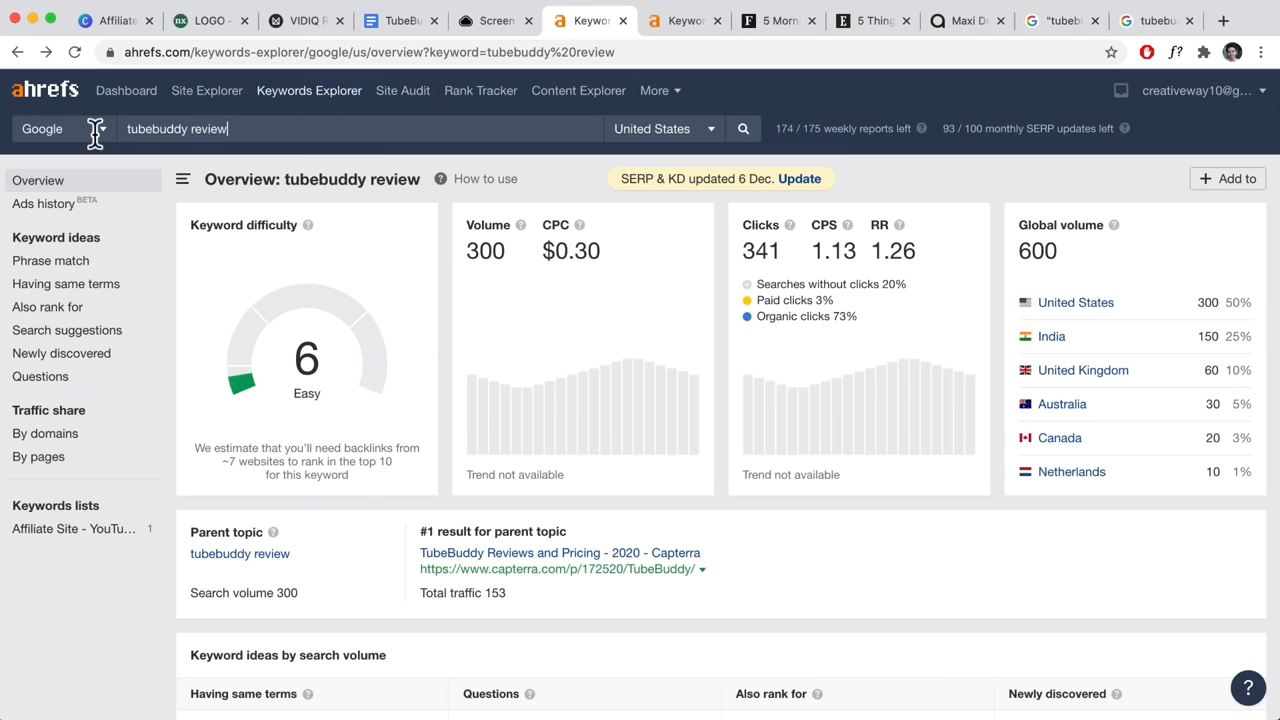 Affiliate
LOGO -
VIDIQ R
TubeBu
Screen
Keywor
Keywor
5 Morn
5 Thing
Maxi Dr
"tubebu
tubebu
ahrefs.com/keywords-explorer/google/us/overview?keyword=tubebuddy%20review
ahrefs
Dashboard
Site Explorer
Keywords Explorer
Site Audit
Rank Tracker
Content Explorer
More
creativeway10@g...
Google
tubebuddy review
United States
174 / 175 weekly reports left
93 / 100 monthly SERP updates left
Overview
Ads history BETA
Keyword ideas
Phrase match
Having same terms
Also rank for
Search suggestions
Newly discovered
Questions
Traffic share
By domains
By pages
Keywords lists
Affiliate Site - YouTu... 1
Overview: tubebuddy review
How to use
SERP & KD updated 6 Dec. Update
+ Add to
Keyword difficulty
6
Easy
We estimate that you'll need backlinks from
~7 websites to rank in the top 10
for this keyword
Volume CPC
300 $0.30
Trend not available
Clicks CPS RR
341 1.13 1.26
Searches without clicks 20%
Paid clicks 3%
Organic clicks 73%
Trend not available
Global volume
600
United States 300 50%
India 150 25%
United Kingdom 60 10%
Australia 30 5%
Canada 20 3%
Netherlands 10 1%
Parent topic
tubebuddy review
Search volume 300
#1 result for parent topic
TubeBuddy Reviews and Pricing - 2020 - Capterra
https://www.capterra.com/p/172520/TubeBuddy/
Total traffic 153
Keyword ideas by search volume
Having same terms
Questions
Also rank for
Newly discovered